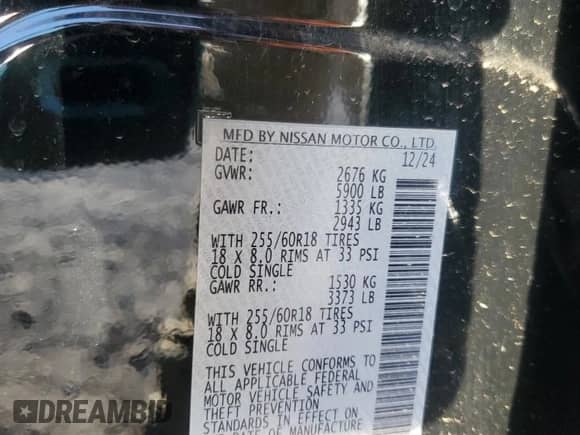 MFD BY NISSAN MOTOR CO., LTD.
DATE: 12/24
GVWR: 2676 KG
5900 LB
GAWR FR.: 1335 KG
2943 LB
WITH 255/60R18 TIRES
18 X 8.0 RIMS AT 33 PSI
COLD SINGLE
GAWR RR.: 1530 KG
3373 LB
WITH 255/60R18 TIRES
18 X 8.0 RIMS AT 33 PSI
COLD SINGLE
THIS VEHICLE CONFORMS TO
ALL APPLICABLE FEDERAL
MOTOR VEHICLE SAFETY AND
THEFT PREVENTION
STANDARDS IN EFFECT ON
DATE OF MANUFACTURE
DREAMBID